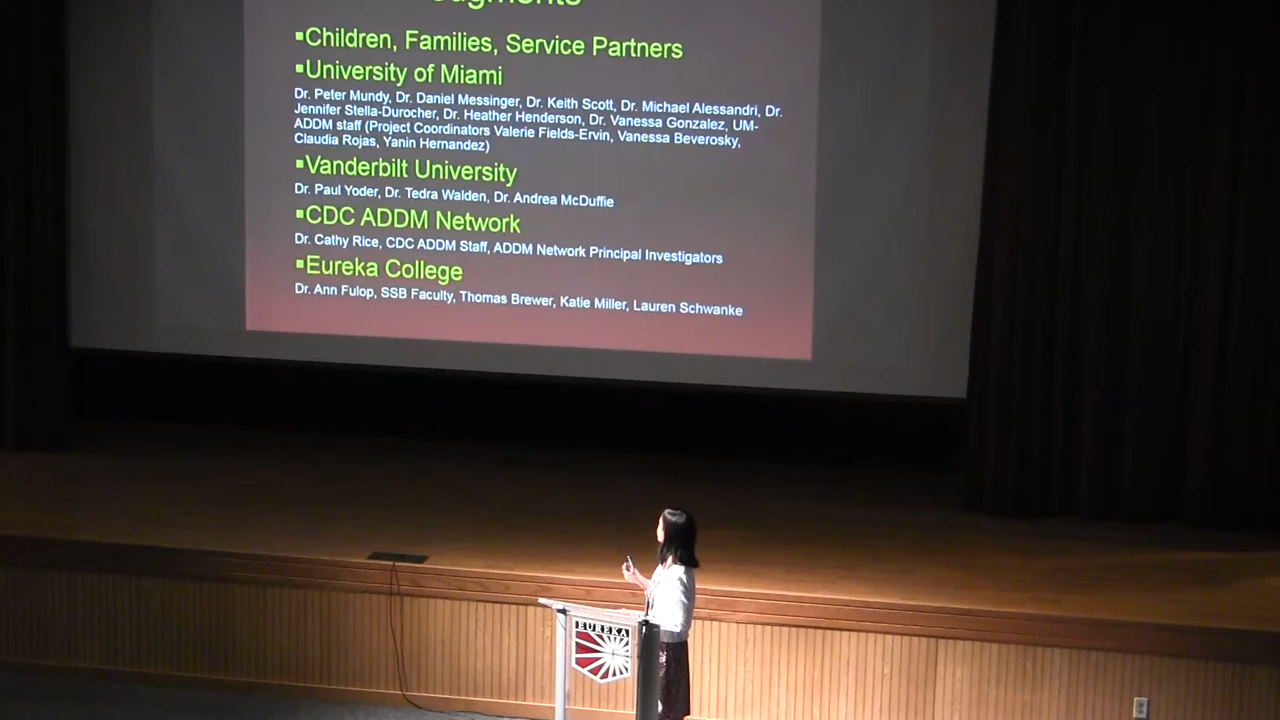 ▪Children, Families, Service Partners
▪University of Miami
Dr. Peter Mundy, Dr. Daniel Messinger, Dr. Keith Scott, Dr. Michael Alessandri, Dr.
Jennifer Stella-Durocher, Dr. Heather Henderson, Dr. Vanessa Gonzalez, UM-
ADDM staff (Project Coordinators Valerie Fields-Ervin, Vanessa Beverosky,
Claudia Rojas, Yanin Hernandez)
▪Vanderbilt University
Dr. Paul Yoder, Dr. Tedra Walden, Dr. Andrea McDuffie
▪CDC ADDM Network
Dr. Cathy Rice, CDC ADDM Staff, ADDM Network Principal Investigators
▪Eureka College
Dr. Ann Fulop, SSB Faculty, Thomas Brewer, Katie Miller, Lauren Schwanke
EUREKA